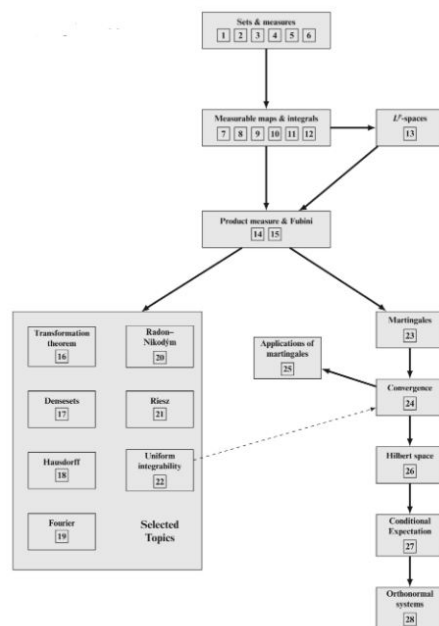 Sets & measures
1 2 3 4 5 6
Measurable maps & integrals
7 8 9 10 11 12
Lᵖ-spaces
13
Product measure & Fubini
14 15
Transformation
theorem
16
Radon–
Nikodým
20
Densesets
17
Riesz
21
Hausdorff
18
Uniform
integrability
22
Fourier
19
Selected
Topics
Martingales
23
Applications of
martingales
25
Convergence
24
Hilbert space
26
Conditional
Expectation
27
Orthonormal
systems
28